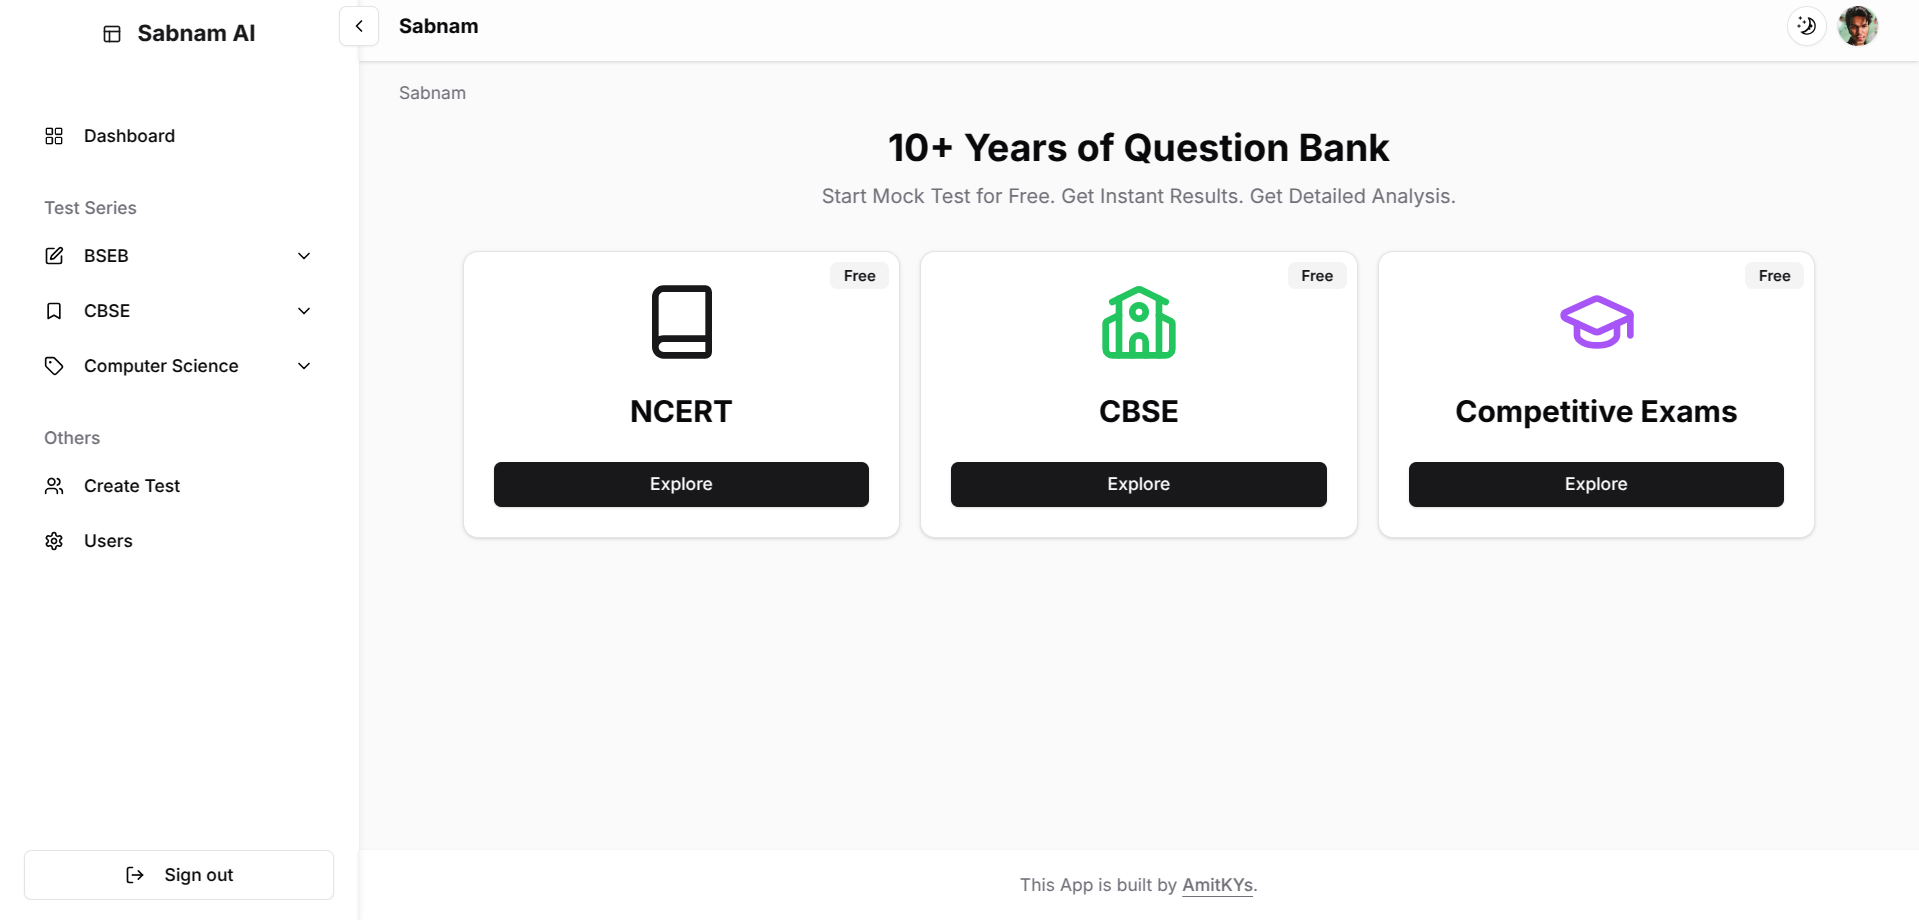 Sabnam AI
Dashboard
Test Series
BSEB
CBSE
Computer Science
Others
Create Test
Users
Sign out
Sabnam
Sabnam
10+ Years of Question Bank
Start Mock Test for Free. Get Instant Results. Get Detailed Analysis.
Free
NCERT
Explore
Free
CBSE
Explore
Free
Competitive Exams
Explore
This App is built by AmitKYs.